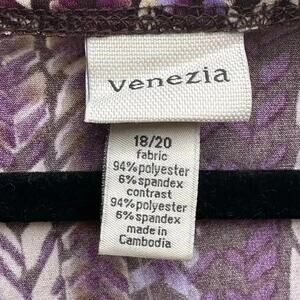 venezia
18/20
fabric
94% polyester
6% spandex
contrast
94% polyester
6% spandex
made in
Cambodia